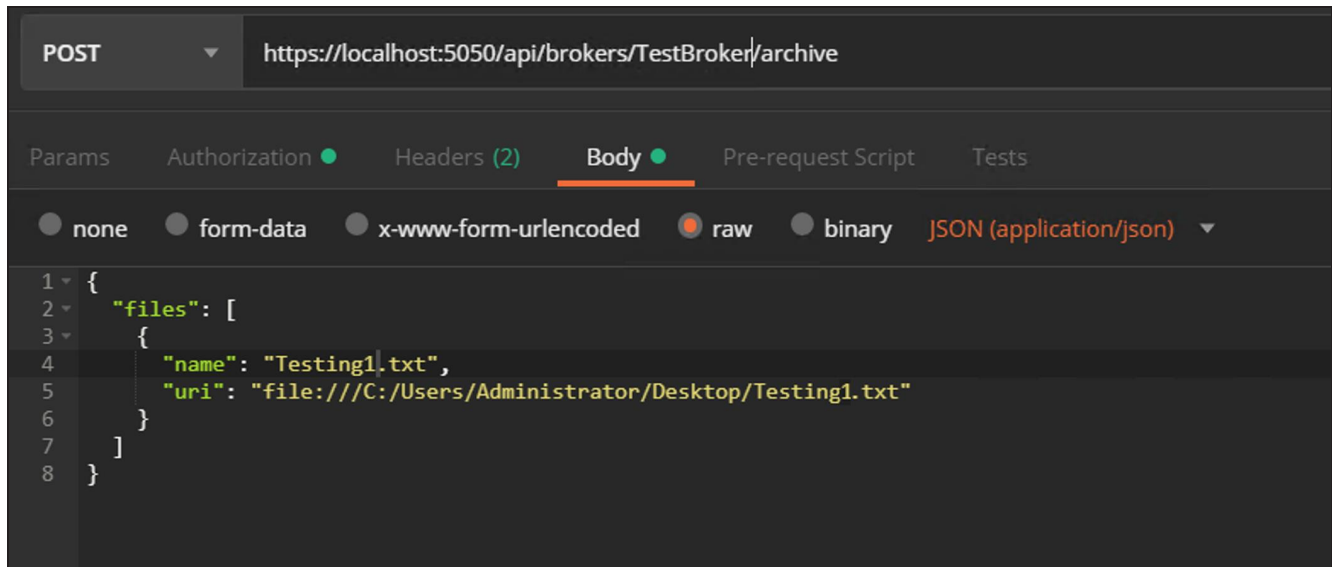 POST https://localhost:5050/api/brokers/TestBroker/archive
Params Authorization Headers (2) Body Pre-request Script Tests
none form-data x-www-form-urlencoded raw binary JSON (application/json)
1 {
2 "files": [
3 {
4 "name": "Testing1.txt",
5 "uri": "file:///C:/Users/Administrator/Desktop/Testing1.txt"
6 }
7 ]
8 }